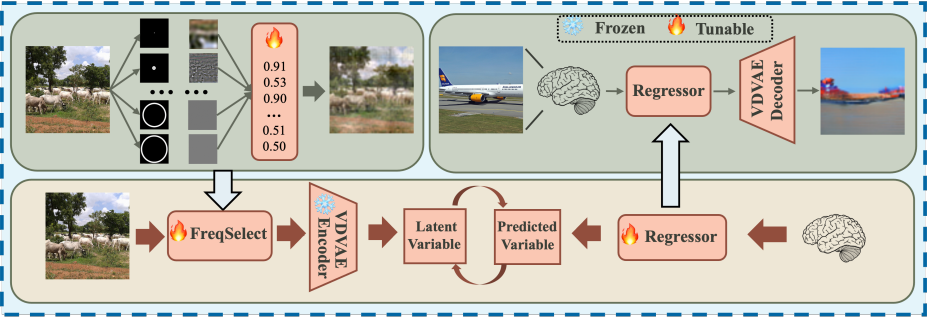 0.91
0.53
0.90
...
0.51
0.50
Frozen
Tunable
Regressor
VDVAE
Decoder
FreqSelect
VDVAE
Encoder
Latent
Variable
Predicted
Variable
Regressor